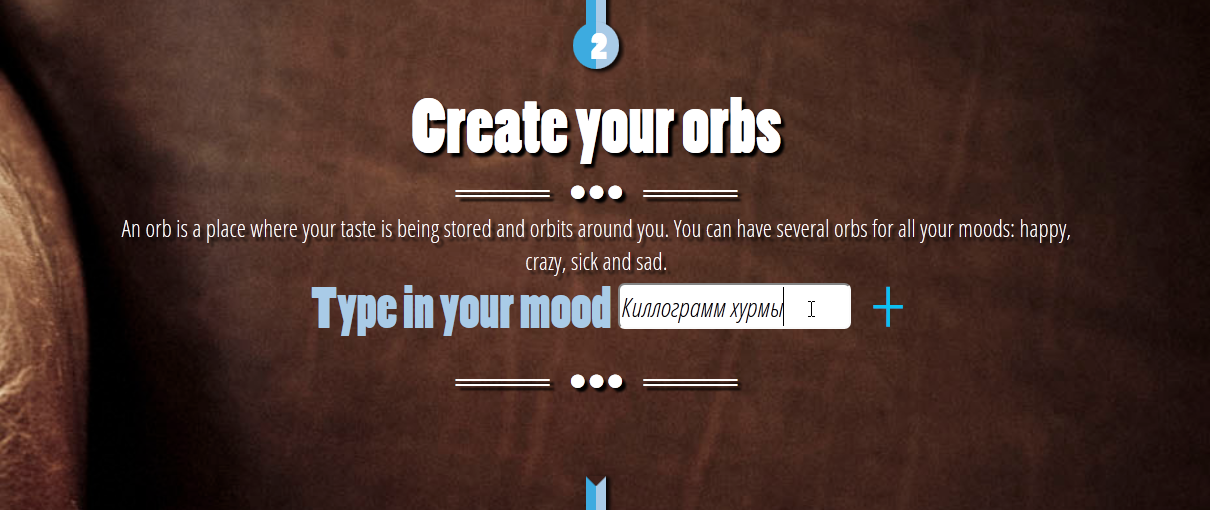 2
Create your orbs
An orb is a place where your taste is being stored and orbits around you. You can have several orbs for all your moods: happy,
crazy, sick and sad.
Type in your mood Киллограмм хурмы